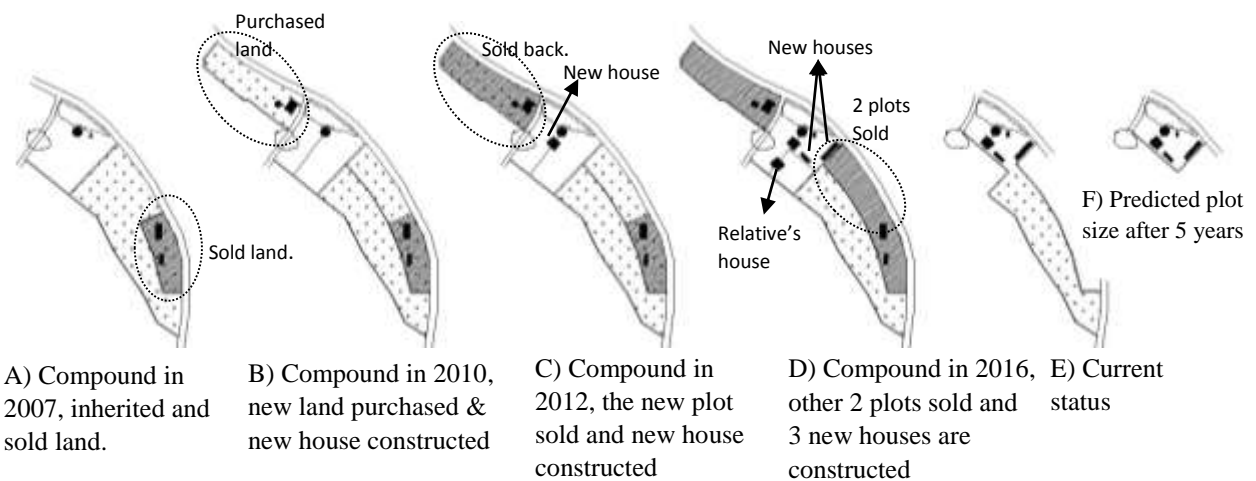 Purchased
land
Sold land.
Sold back.
New house
New houses
2 plots
Sold
Relative's
house
F) Predicted plot
size after 5 years
A) Compound in
2007, inherited and
sold land.
B) Compound in 2010,
new land purchased &
new house constructed
C) Compound in
2012, the new plot
sold and new house
constructed
D) Compound in 2016,
other 2 plots sold and
3 new houses are
constructed
E) Current
status